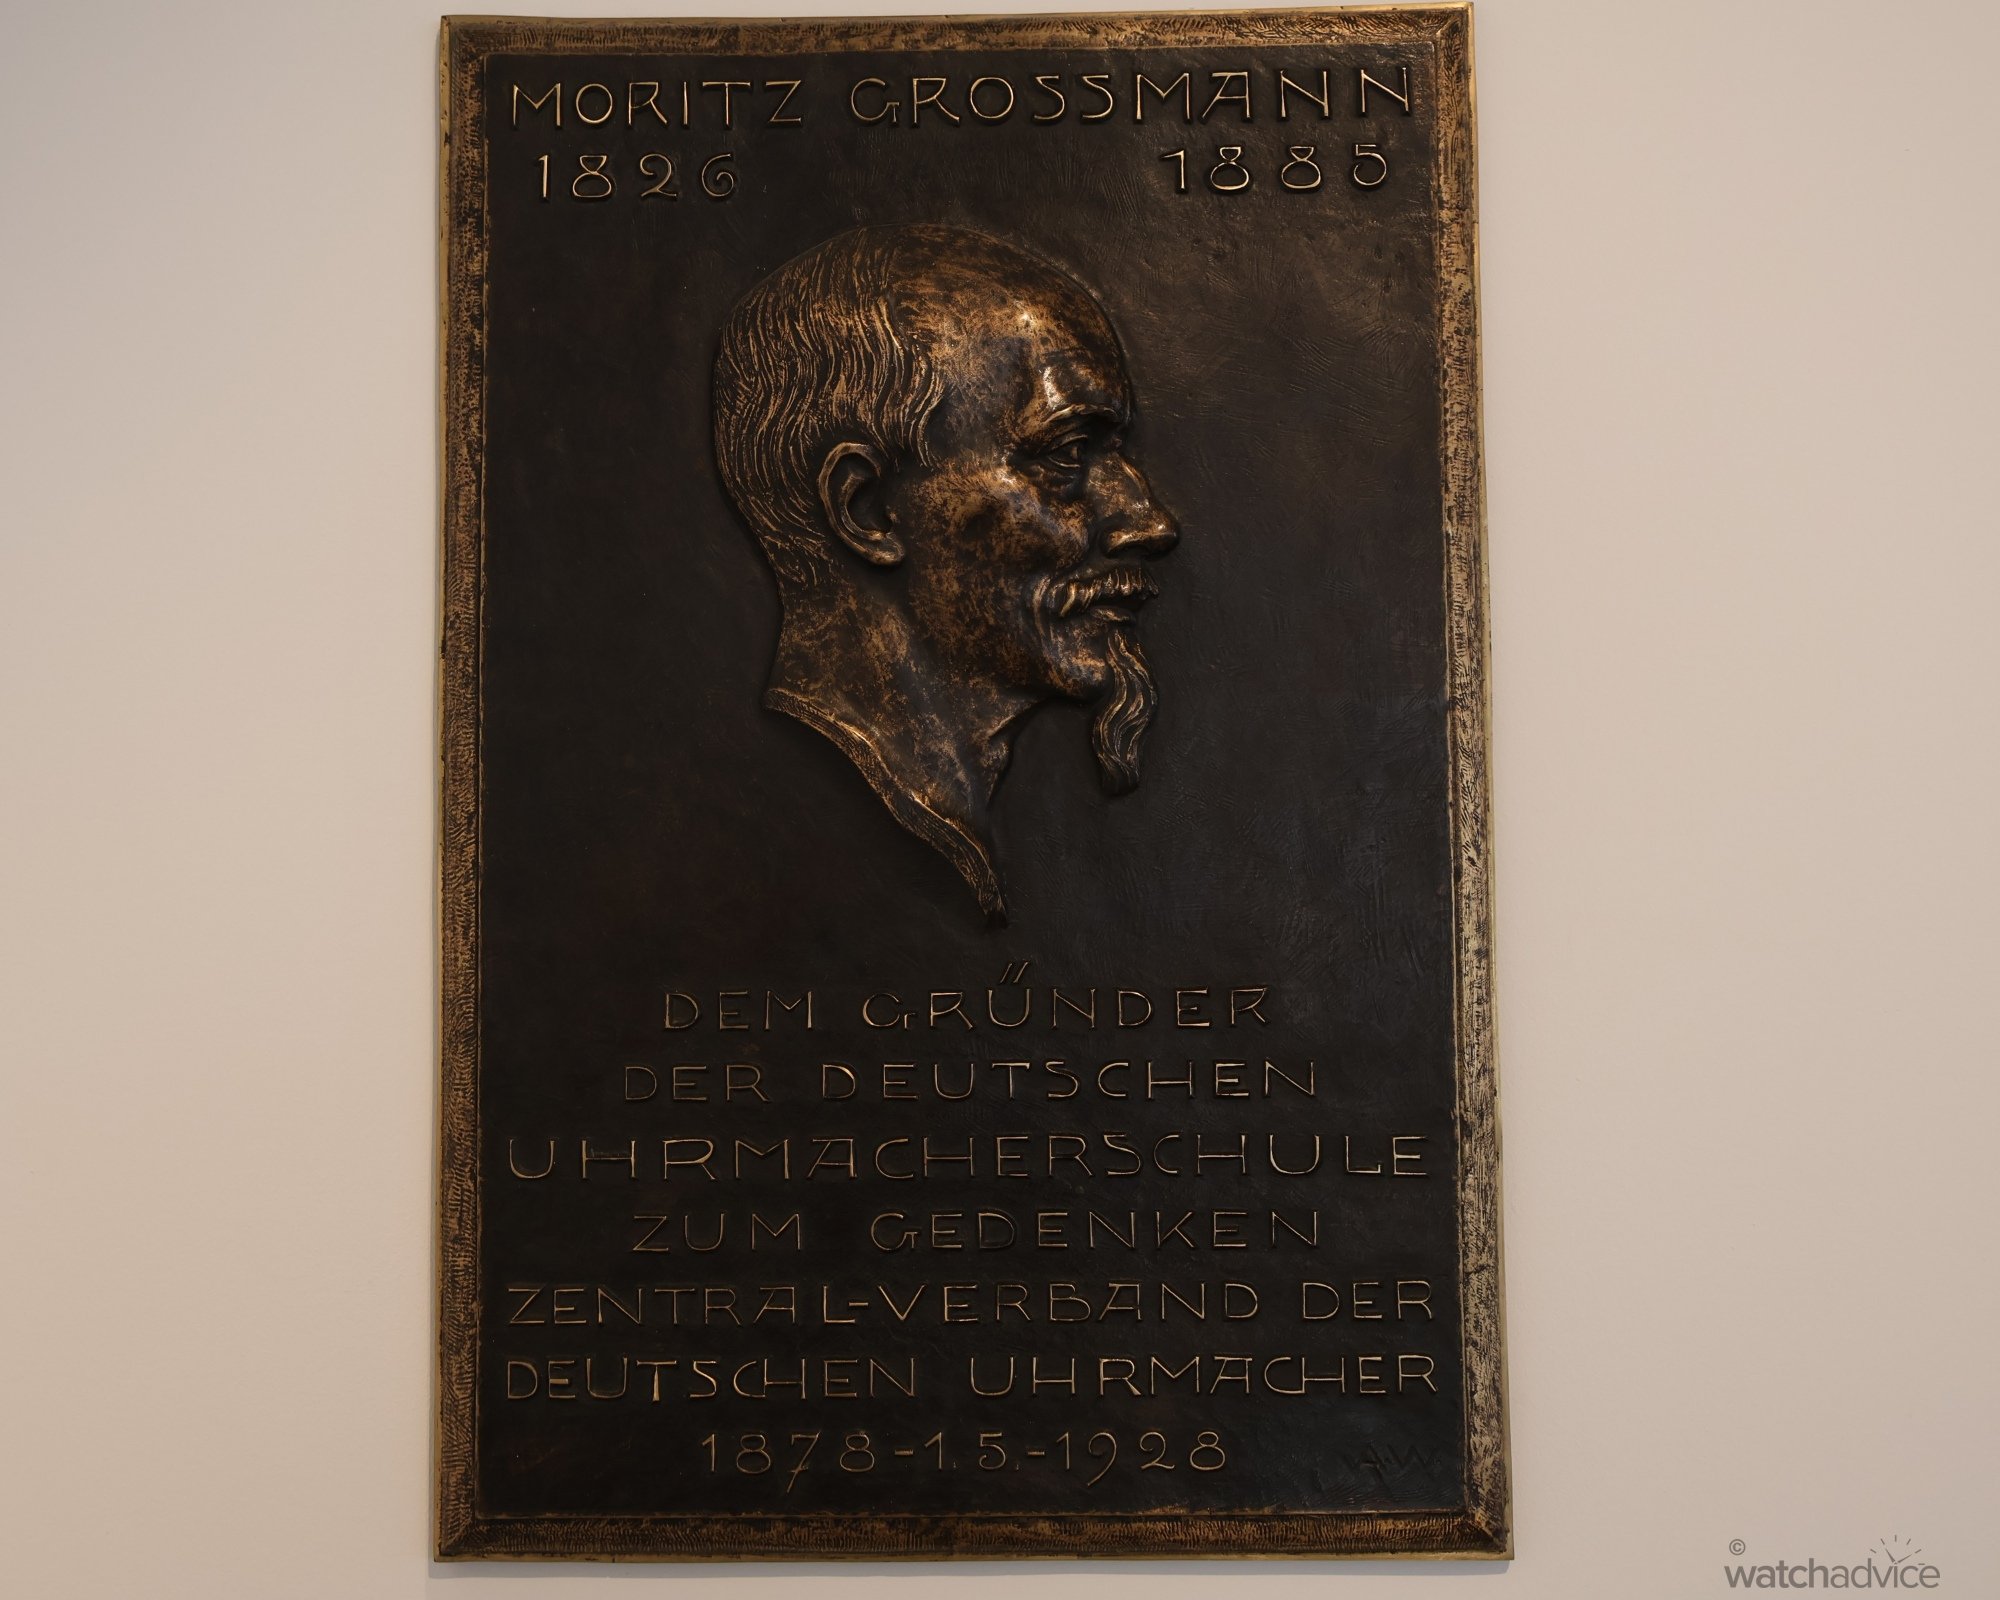 MORITZ GROSSMANN
1826 1885
DEM GRÜNDER
DER DEUTSCHEN
UHRMACHERSCHULE
ZUM GEDENKEN
ZENTRAL-VERBAND DER
DEUTSCHEN UHRMACHER
1878-1.5.-1928
© watchadvice